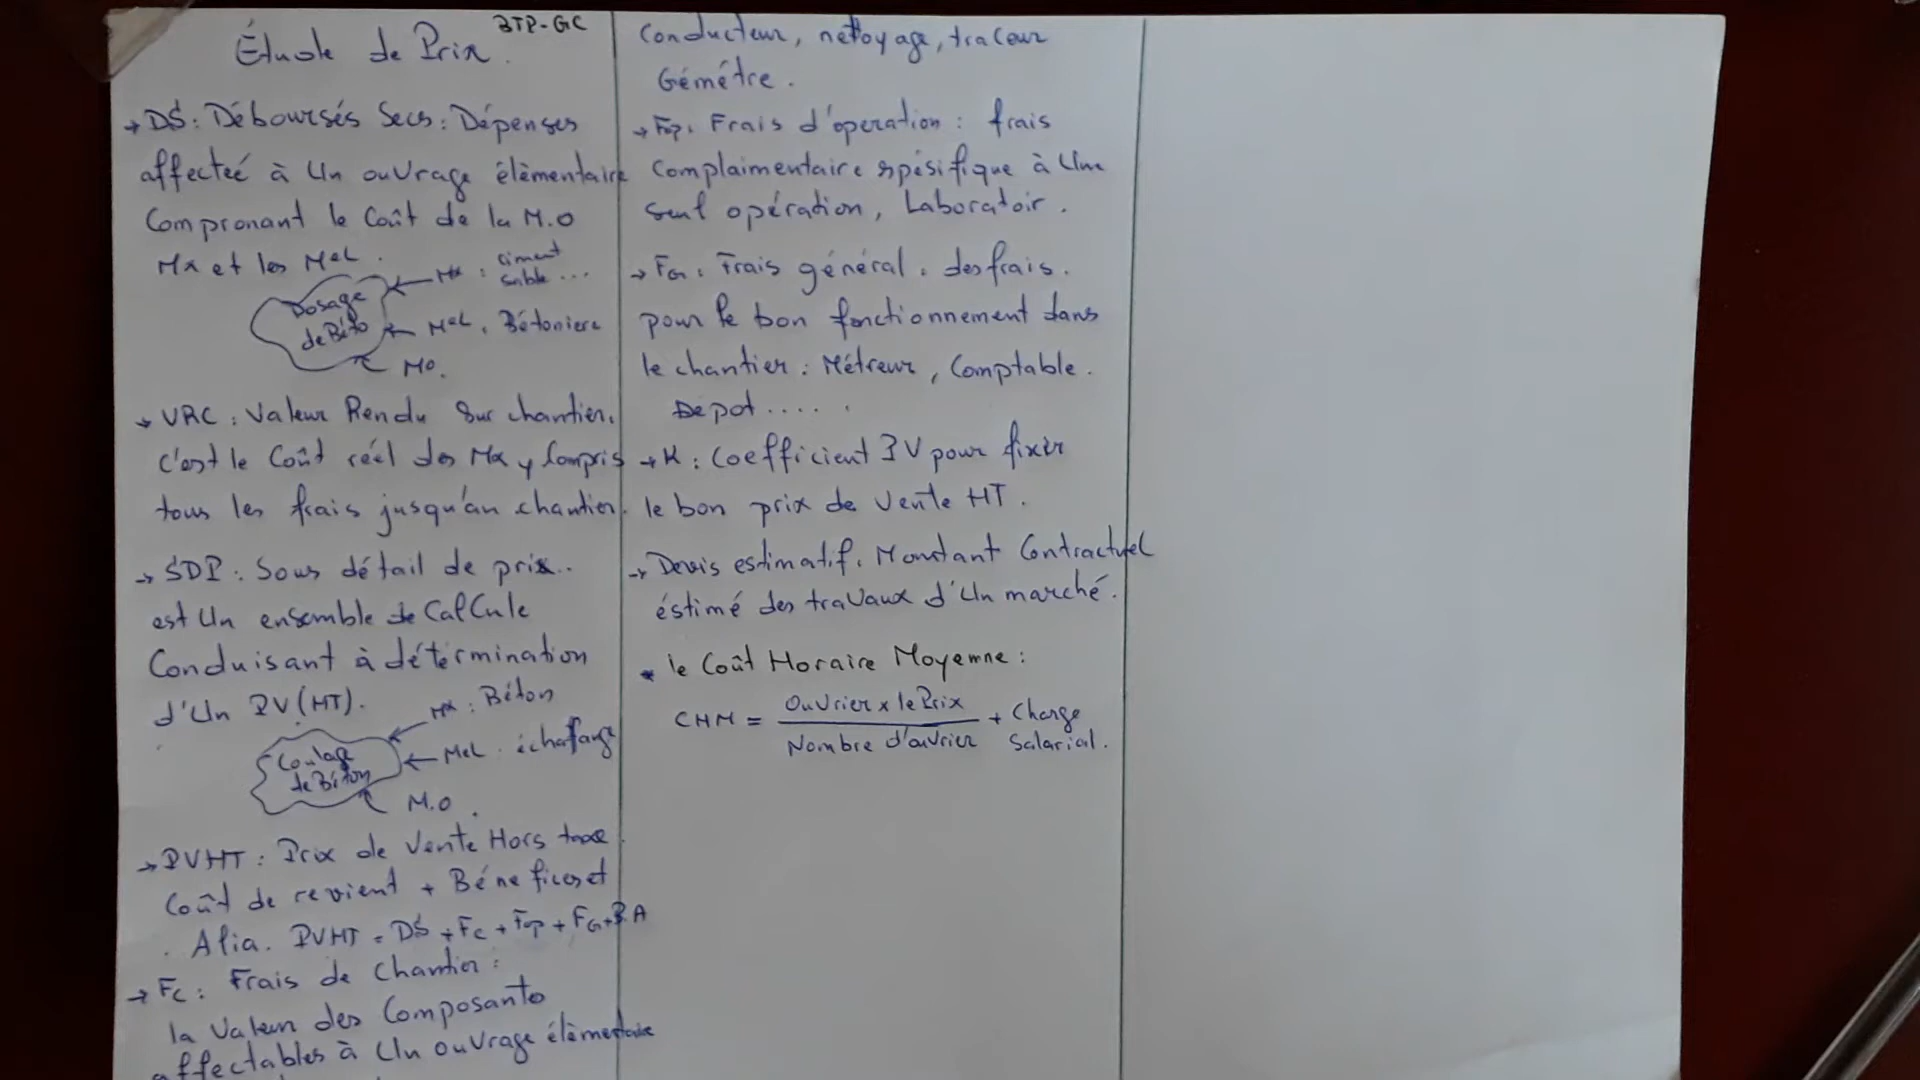 Étude de Prix.
BTP-GC
→ DS: Déboursés Secs: Dépenses
affecteé à Un ouvrage élèmentaire
Comprenant le Coût de la M.O
Mx et les Mel.
Dosage
de Béto
Mx : ciment
sable ...
Mel. Bétoniere
MO.
→ VRC: Valeur Rendu Sur chantier.
c'est le Coût réel des Mx y Compris
tous les frais jusqu'au chantier.
→ SDP: Sous détail de prix..
est Un ensemble de CalCule
Conduisant à détermination
d'Un PV(HT).
Coulage
de Béton
Mx : Béton
Mel.
M.O.
→ PVHT: Prix de Vente Hors taxe
Coût de revient + Bénefices et
Alia. PVHT = DS + Fc + Fop + FG + BA
→ Fc: Frais de Chantier:
la Valeur des Composants
affectables à Un ouvrage élèmentaire
Conducteur, nettoyage, traceur
Gémétre.
→ Fop. Frais d'operation: frais
Complaimentaire spésifique à Une
seul opération, Laboratoir.
→ FG: Frais général. des frais.
pour le bon fonctionnement dans
le chantier: Métreur, Comptable.
Depot.....
→ K: Coefficient PV pour fixér
le bon prix de Vente HT.
→ Devis estimatif. Montant Contractuel
éstimé des travaux d'Un marché.
* le Coût Horaire Moyenne:
CHM = Ouvrier x le Prix / Nombre d'ouvrier + Charge Salarial.